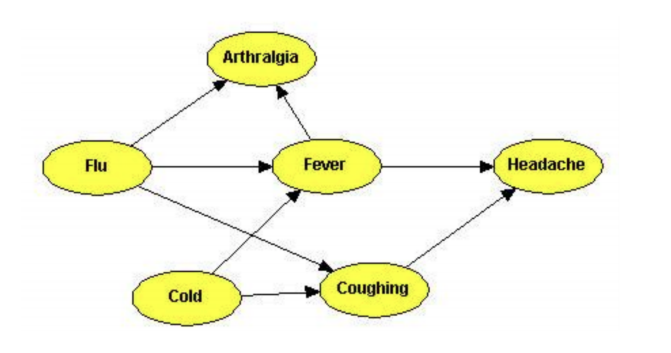 Arthralgia
Flu
Fever
Headache
Cold
Coughing